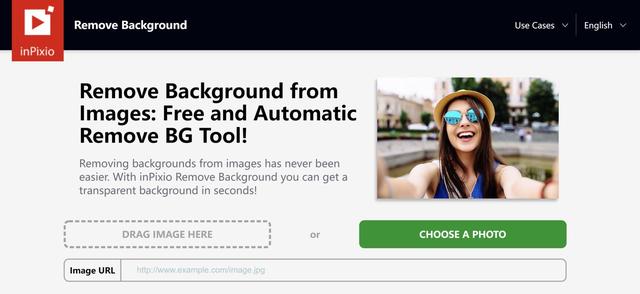 inPixio
Remove Background
Use Cases
English
Remove Background from
Images: Free and Automatic
Remove BG Tool!
Removing backgrounds from images has never been
easier. With inPixio Remove Background you can get a
transparent background in seconds!
DRAG IMAGE HERE
or
CHOOSE A PHOTO
Image URL
http://www.example.com/image.jpg